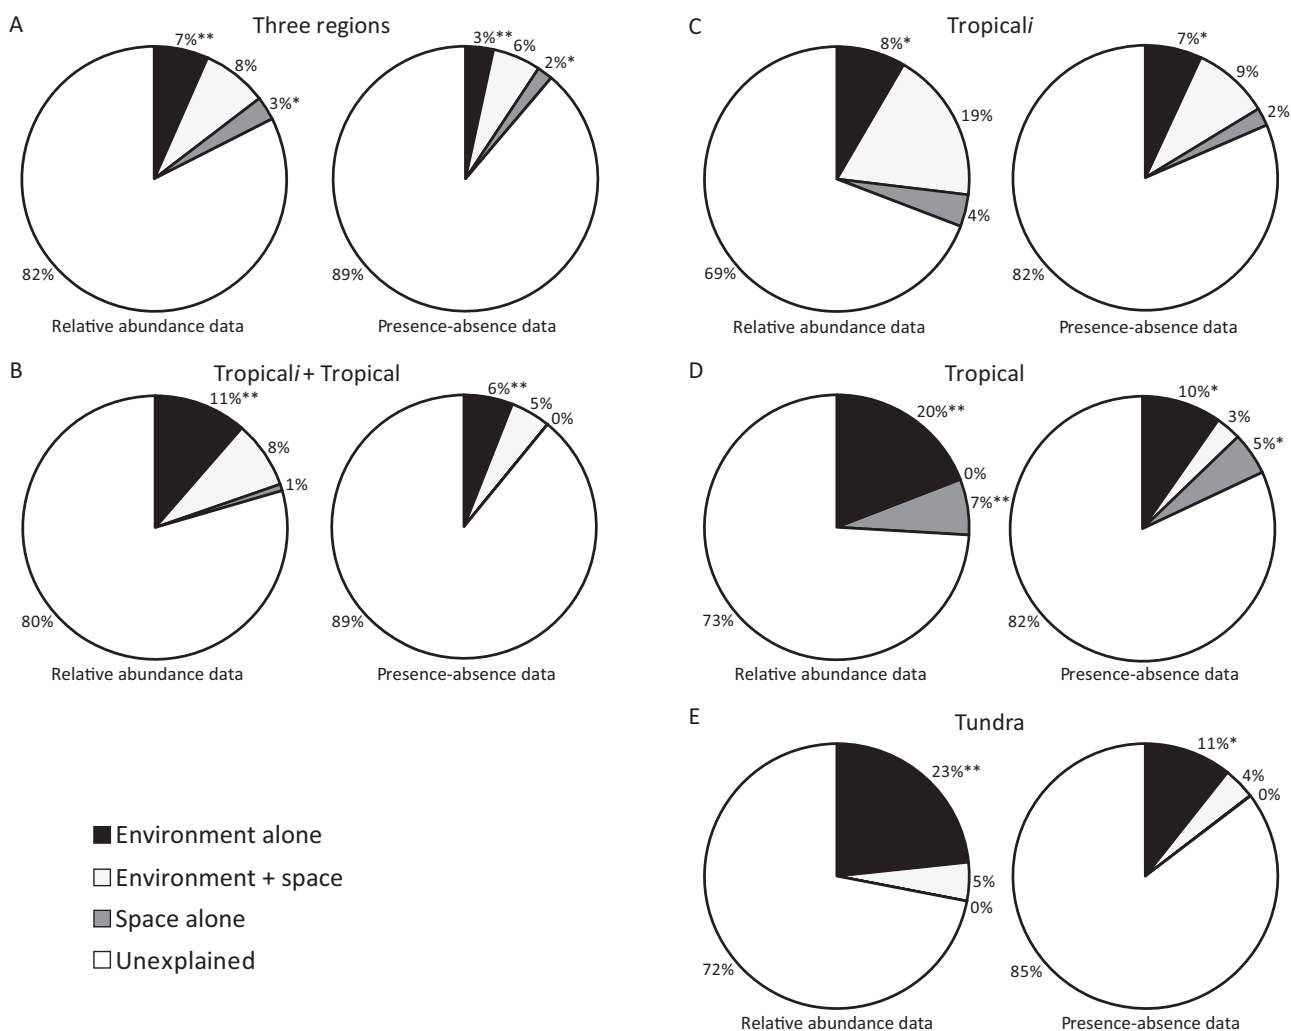 A
Three regions
7%**
8%
3%*
82%
Relative abundance data
3%**
6%
2%*
89%
Presence-absence data
B
Tropicali + Tropical
11%**
8%
1%
80%
Relative abundance data
6%**
5%
0%
89%
Presence-absence data
C
Tropicali
8%*
19%
4%
69%
Relative abundance data
7%*
9%
2%
82%
Presence-absence data
D
Tropical
20%**
0%
7%**
73%
Relative abundance data
10%*
3%
5%*
82%
Presence-absence data
E
Tundra
23%**
5%
0%
72%
Relative abundance data
11%*
4%
0%
85%
Presence-absence data
Environment alone
Environment + space
Space alone
Unexplained